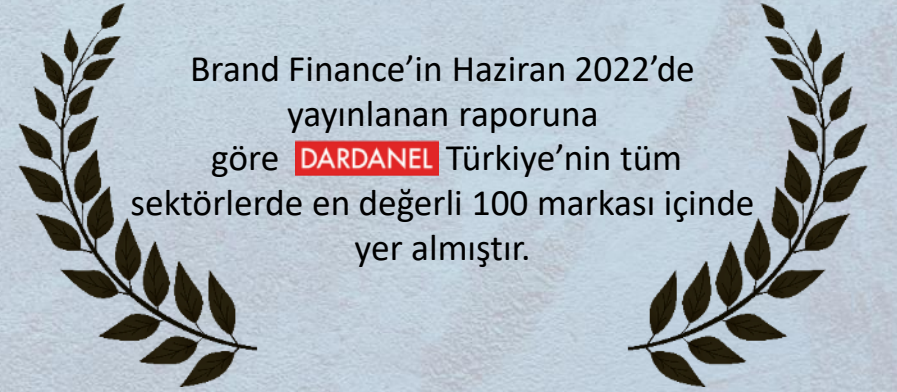 Brand Finance’in Haziran 2022’de
yayınlanan raporuna
göre DARDANEL Türkiye’nin tüm
sektörlerde en değerli 100 markası içinde
yer almıştır.